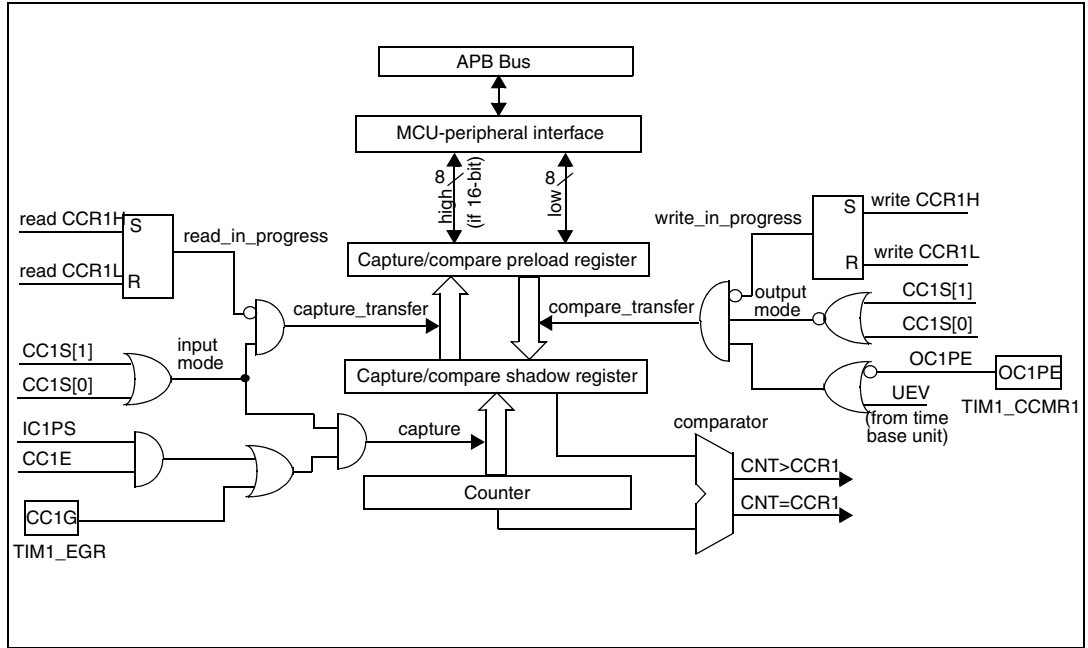 APB Bus
MCU-peripheral interface
8
high
(if 16-bit)
8
low
read CCR1H
S
read_in_progress
read CCR1L
R
write_in_progress
S
write CCR1H
R
write CCR1L
Capture/compare preload register
capture_transfer
compare_transfer
output
mode
CC1S[1]
CC1S[0]
CC1S[1]
CC1S[0]
input
mode
Capture/compare shadow register
OC1PE
OC1PE
UEV
TIM1_CCMR1
(from time
base unit)
IC1PS
CC1E
capture
comparator
CNT>CCR1
CNT=CCR1
Counter
CC1G
TIM1_EGR